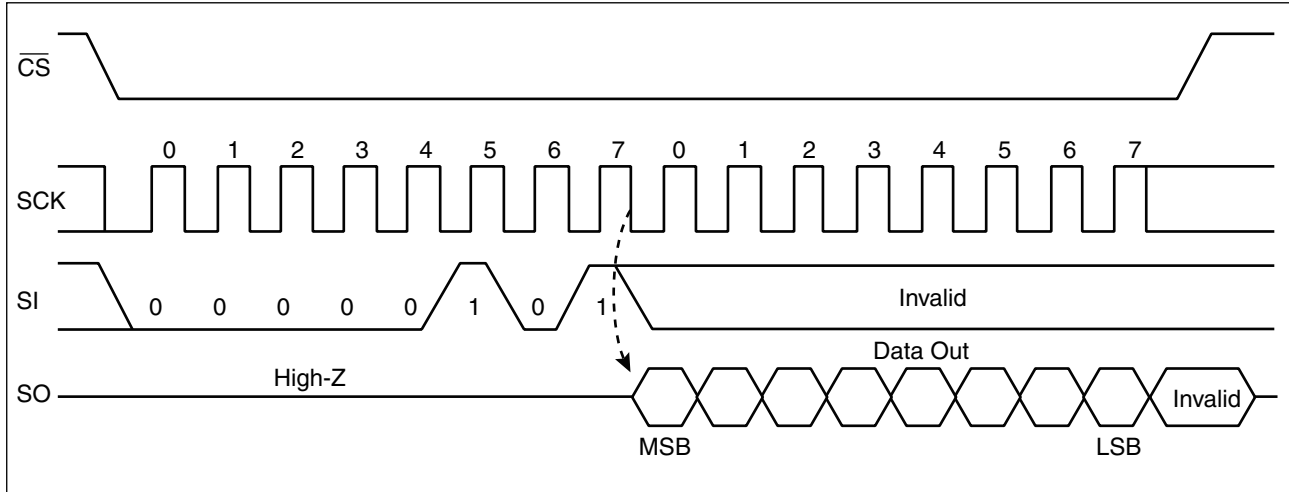 CS
0 1 2 3 4 5 6 7 0 1 2 3 4 5 6 7
SCK
SI 0 0 0 0 0 1 0 1 Invalid
Data Out
High-Z
SO Invalid
MSB LSB